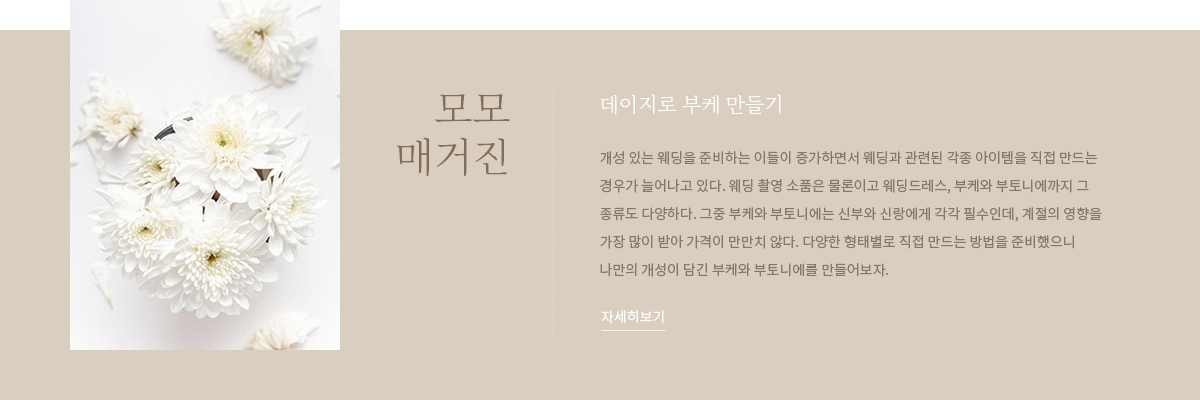 모모
매거진
데이지로 부케 만들기
개성 있는 웨딩을 준비하는 이들이 증가하면서 웨딩과 관련된 각종 아이템을 직접 만드는
경우가 늘어나고 있다. 웨딩 촬영 소품은 물론이고 웨딩드레스, 부케와 부토니에까지 그
종류도 다양하다. 그중 부케와 부토니에는 신부와 신랑에게 각각 필수인데, 계절의 영향을
가장 많이 받아 가격이 만만치 않다. 다양한 형태별로 직접 만드는 방법을 준비했으니
나만의 개성이 담긴 부케와 부토니에를 만들어보자.
자세히보기